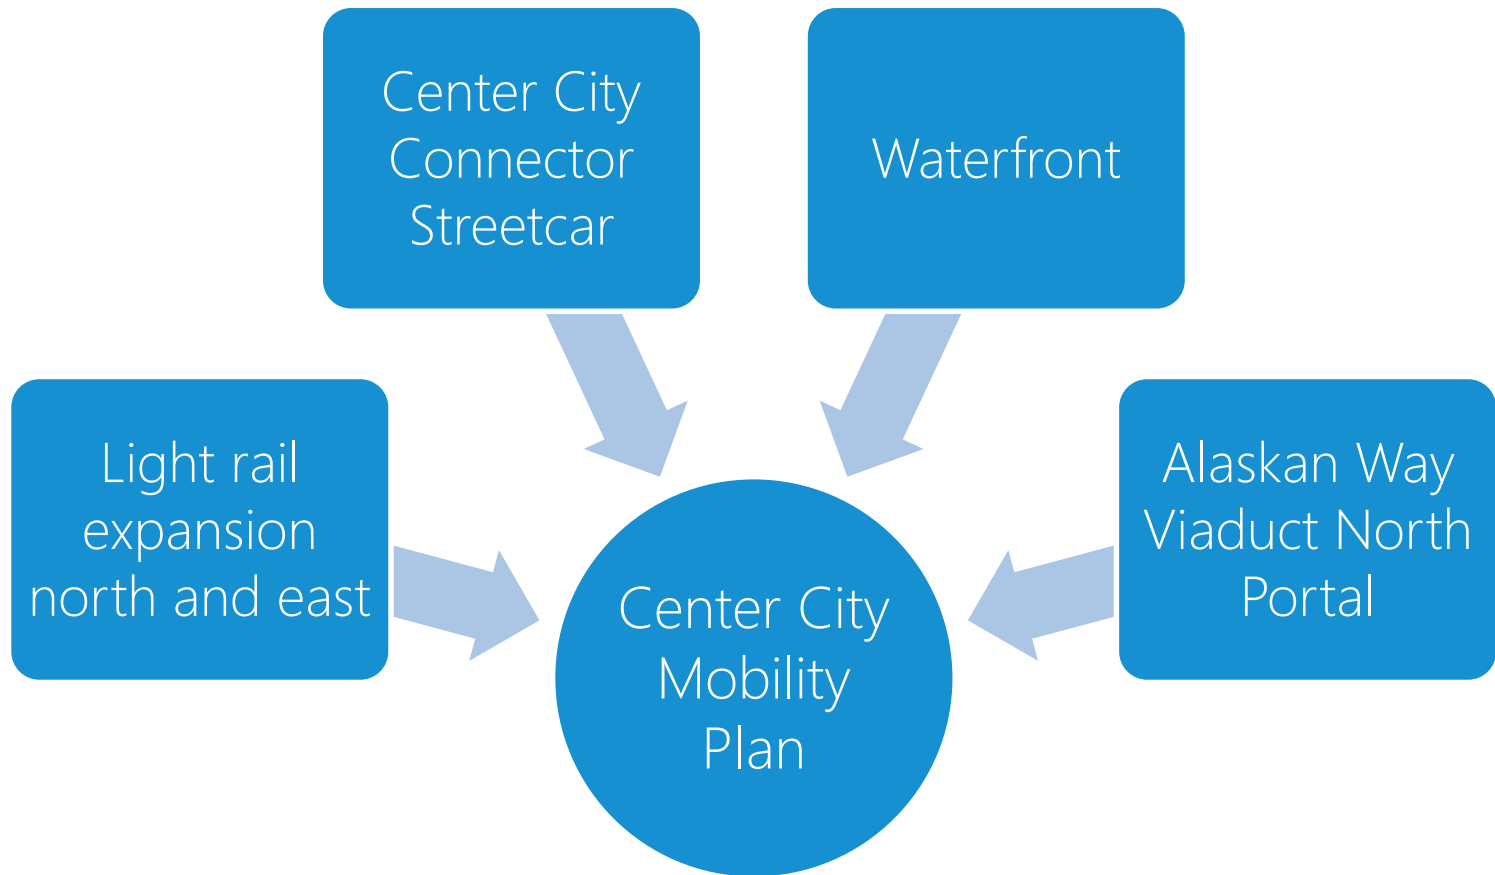 Center City
Connector
Streetcar
Waterfront
Light rail
expansion
north and east
Alaskan Way
Viaduct North
Portal
Center City
Mobility
Plan